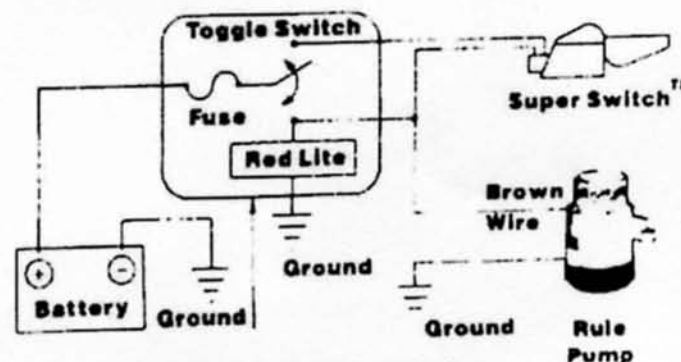 Toggle Switch
Fuse
Red Lite
Super Switch
Brown
Wire
Battery
Ground
Ground
Ground
Rule
Pump